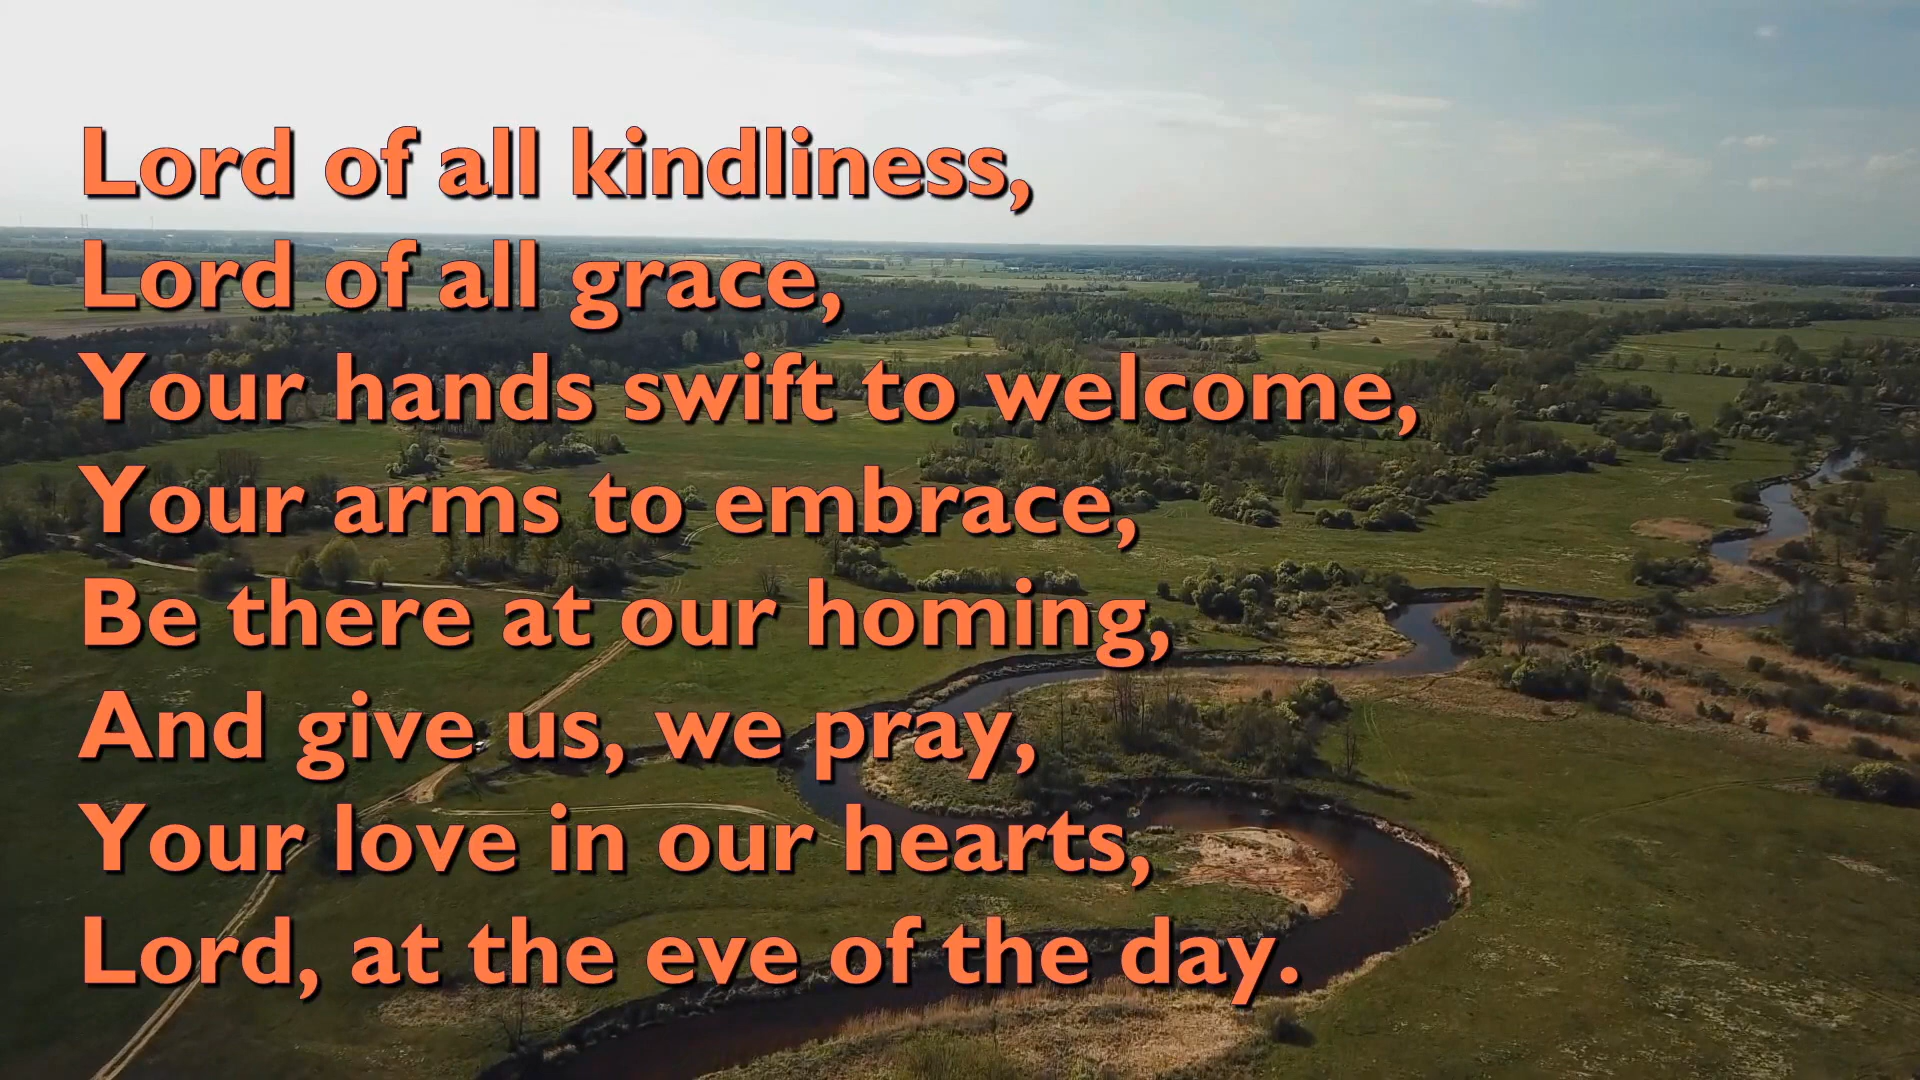 Lord of all kindliness,
Lord of all grace,
Your hands swift to welcome,
Your arms to embrace,
Be there at our homing,
And give us, we pray,
Your love in our hearts,
Lord, at the eve of the day.